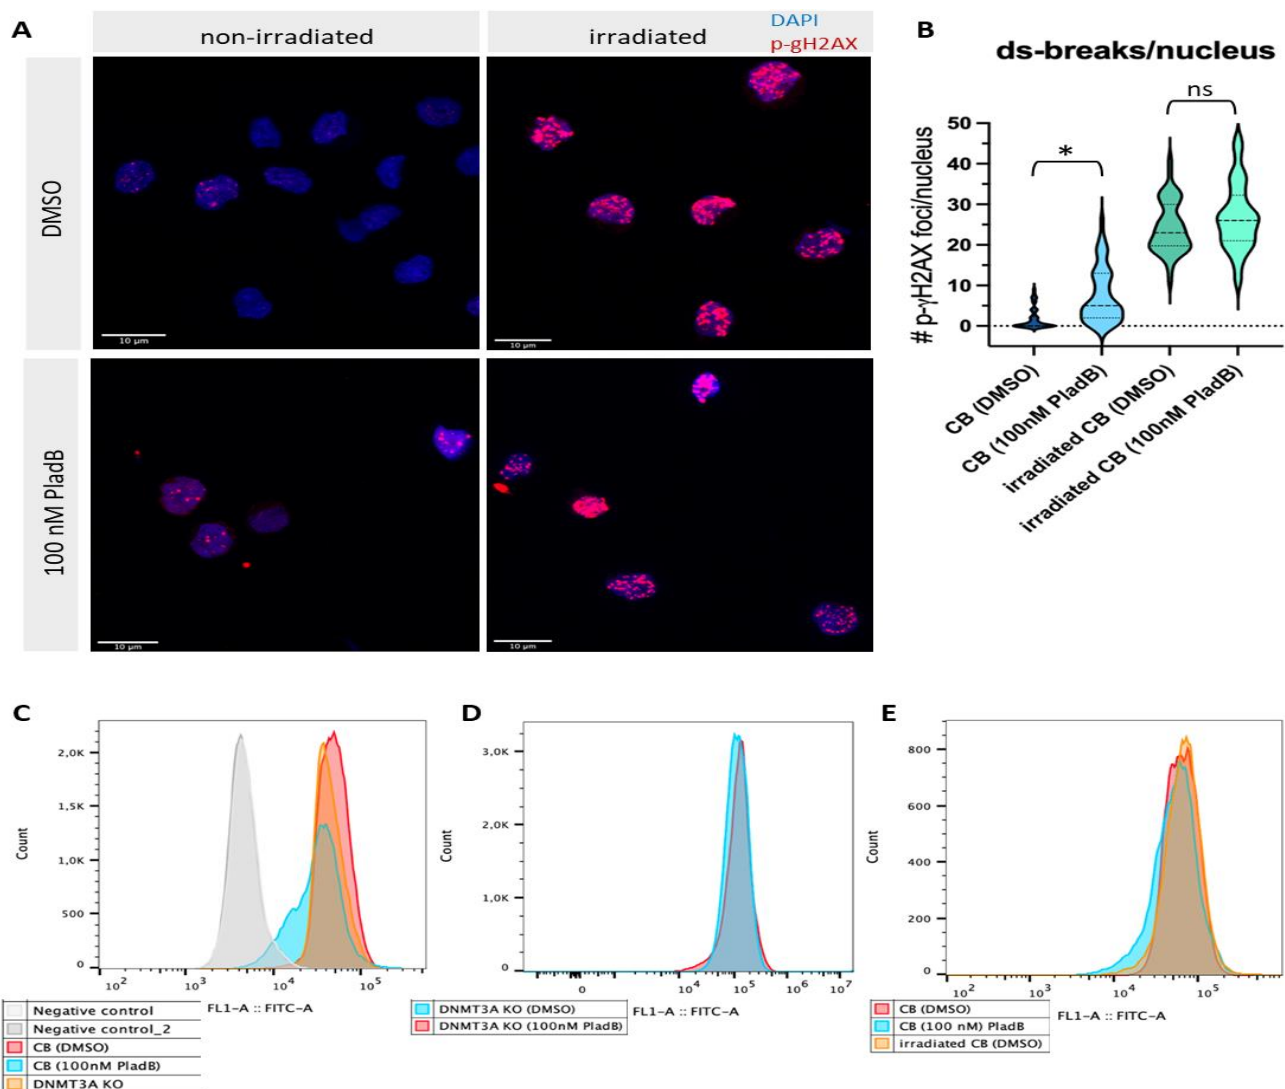 A
non-irradiated
irradiated
DAPI
p-gH2AX
DMSO
10 µm
10 µm
100 nM PladB
10 µm
10 µm
B
ds-breaks/nucleus
ns
*
# p-γH2AX foci/nucleus
50
40
30
20
10
0
CB (DMSO)
CB (100nM PladB)
irradiated CB (DMSO)
irradiated CB (100nM PladB)
C
Count
2,0K
1,5K
1,0K
500
0
10²
10³
10⁴
10⁵
FL1-A :: FITC-A
Negative control
Negative control_2
CB (DMSO)
CB (100nM PladB)
DNMT3A KO
D
Count
3,0K
2,0K
1,0K
0
0
10⁴
10⁵
10⁶
10⁷
FL1-A :: FITC-A
DNMT3A KO (DMSO)
DNMT3A KO (100nM PladB)
E
Count
800
600
400
200
0
10²
10³
10⁴
10⁵
FL1-A :: FITC-A
CB (DMSO)
CB (100 nM) PladB
irradiated CB (DMSO)